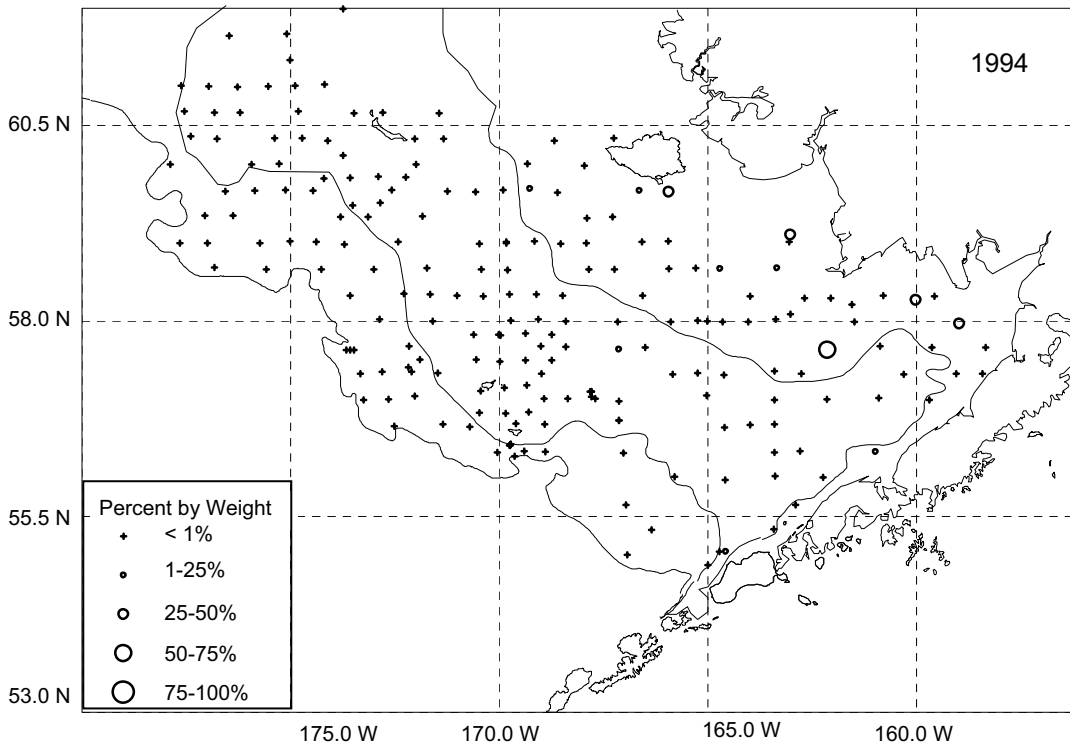 1994
60.5 N
58.0 N
55.5 N
53.0 N
Percent by Weight
< 1%
1-25%
25-50%
50-75%
75-100%
175.0 W
170.0 W
165.0 W
160.0 W